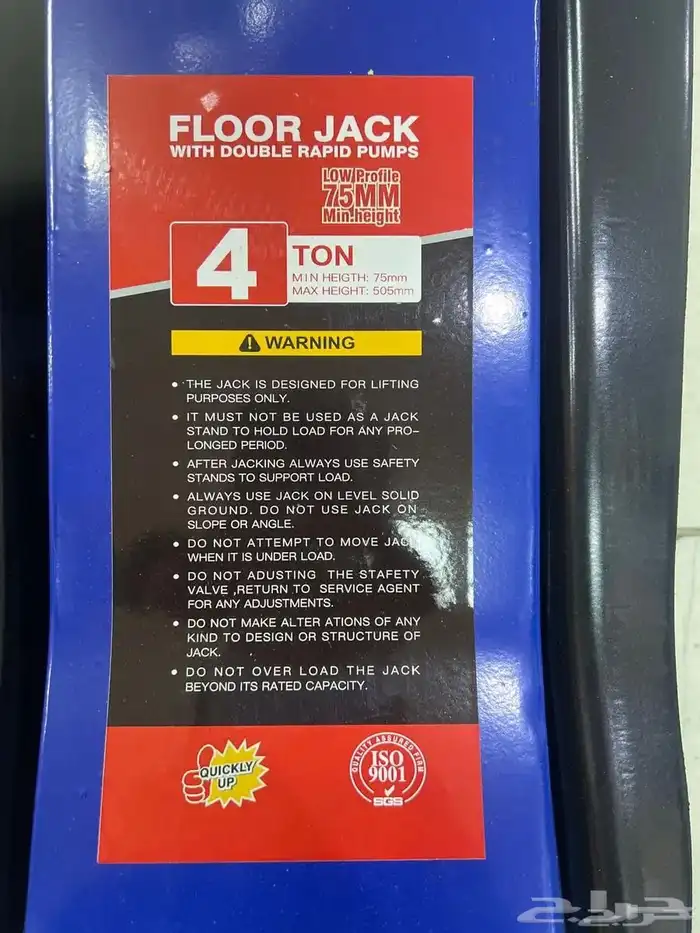 FLOOR JACK
WITH DOUBLE RAPID PUMPS
LOW Profile
75MM
Min.height
4
TON
MIN HEIGTH: 75mm
MAX HEIGHT: 505mm
WARNING
• THE JACK IS DESIGNED FOR LIFTING
PURPOSES ONLY.
• IT MUST NOT BE USED AS A JACK
STAND TO HOLD LOAD FOR ANY PRO-
LONGED PERIOD.
• AFTER JACKING ALWAYS USE SAFETY
STANDS TO SUPPORT LOAD.
• ALWAYS USE JACK ON LEVEL SOLID
GROUND. DO NOT USE JACK ON
SLOPE OR ANGLE.
• DO NOT ATTEMPT TO MOVE JACK
WHEN IT IS UNDER LOAD.
• DO NOT ADUSTING THE STAFETY
VALVE ,RETURN TO SERVICE AGENT
FOR ANY ADJUSTMENTS.
• DO NOT MAKE ALTER ATIONS OF ANY
KIND TO DESIGN OR STRUCTURE OF
JACK.
• DO NOT OVER LOAD THE JACK
BEYOND ITS RATED CAPACITY.
QUICKLY
UP
QUALITY ASSURED FIRM
ISO
9001
SGS
حراج